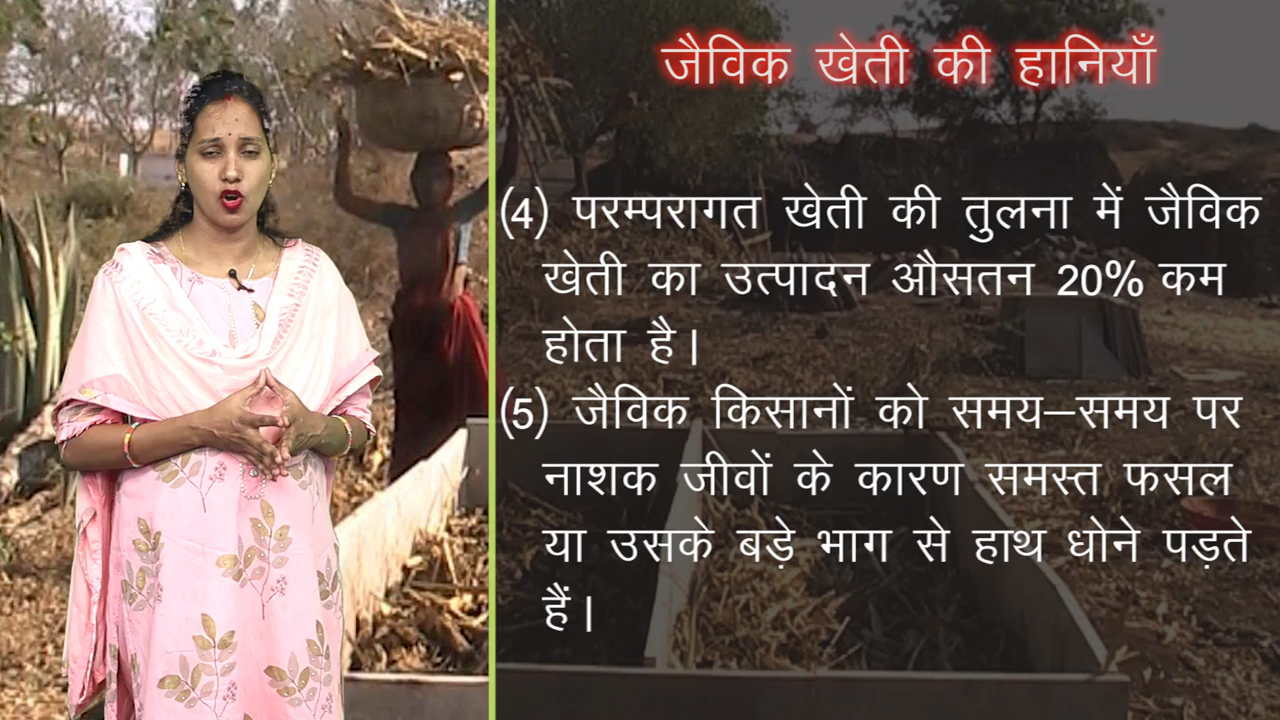 जैविक खेती की हानियाँ
(4) परम्परागत खेती की तुलना में जैविक
खेती का उत्पादन औसतन 20% कम
होता है।
(5) जैविक किसानों को समय–समय पर
नाशक जीवों के कारण समस्त फसल
या उसके बड़े भाग से हाथ धोने पड़ते
हैं।